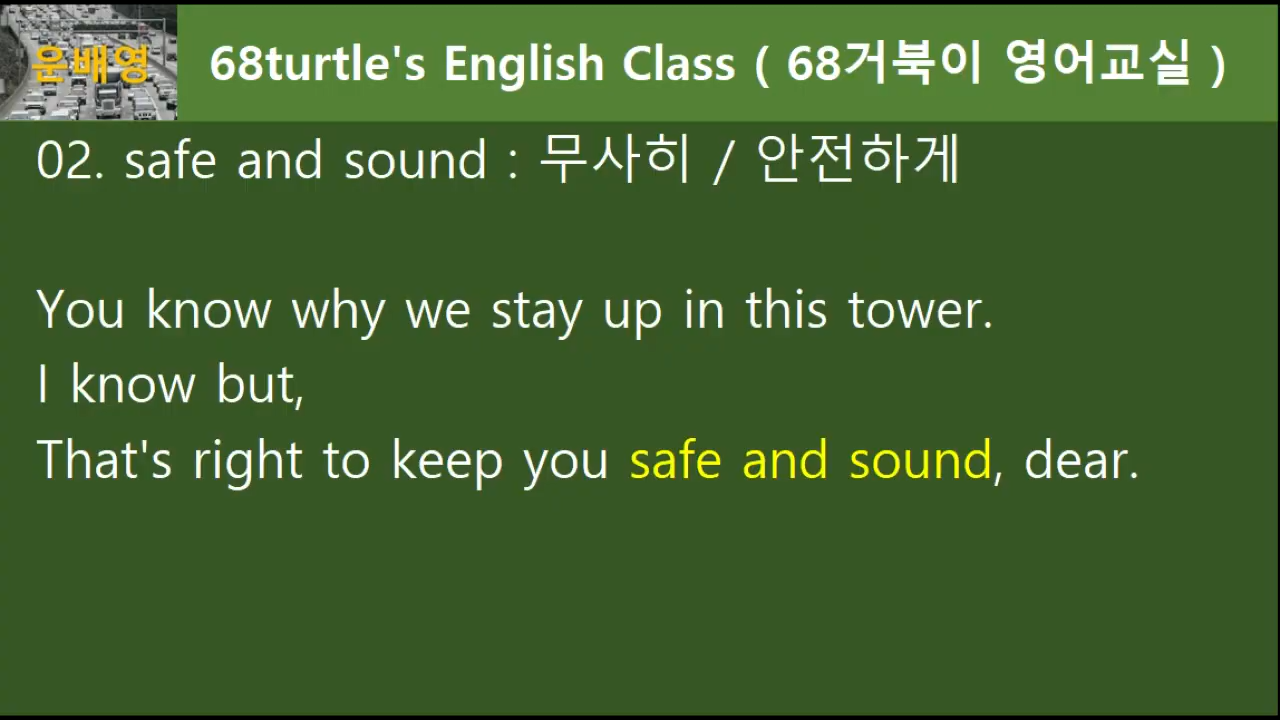 운배영
68turtle's English Class ( 68거북이 영어교실 )
02. safe and sound : 무사히 / 안전하게
You know why we stay up in this tower.
I know but,
That's right to keep you safe and sound, dear.